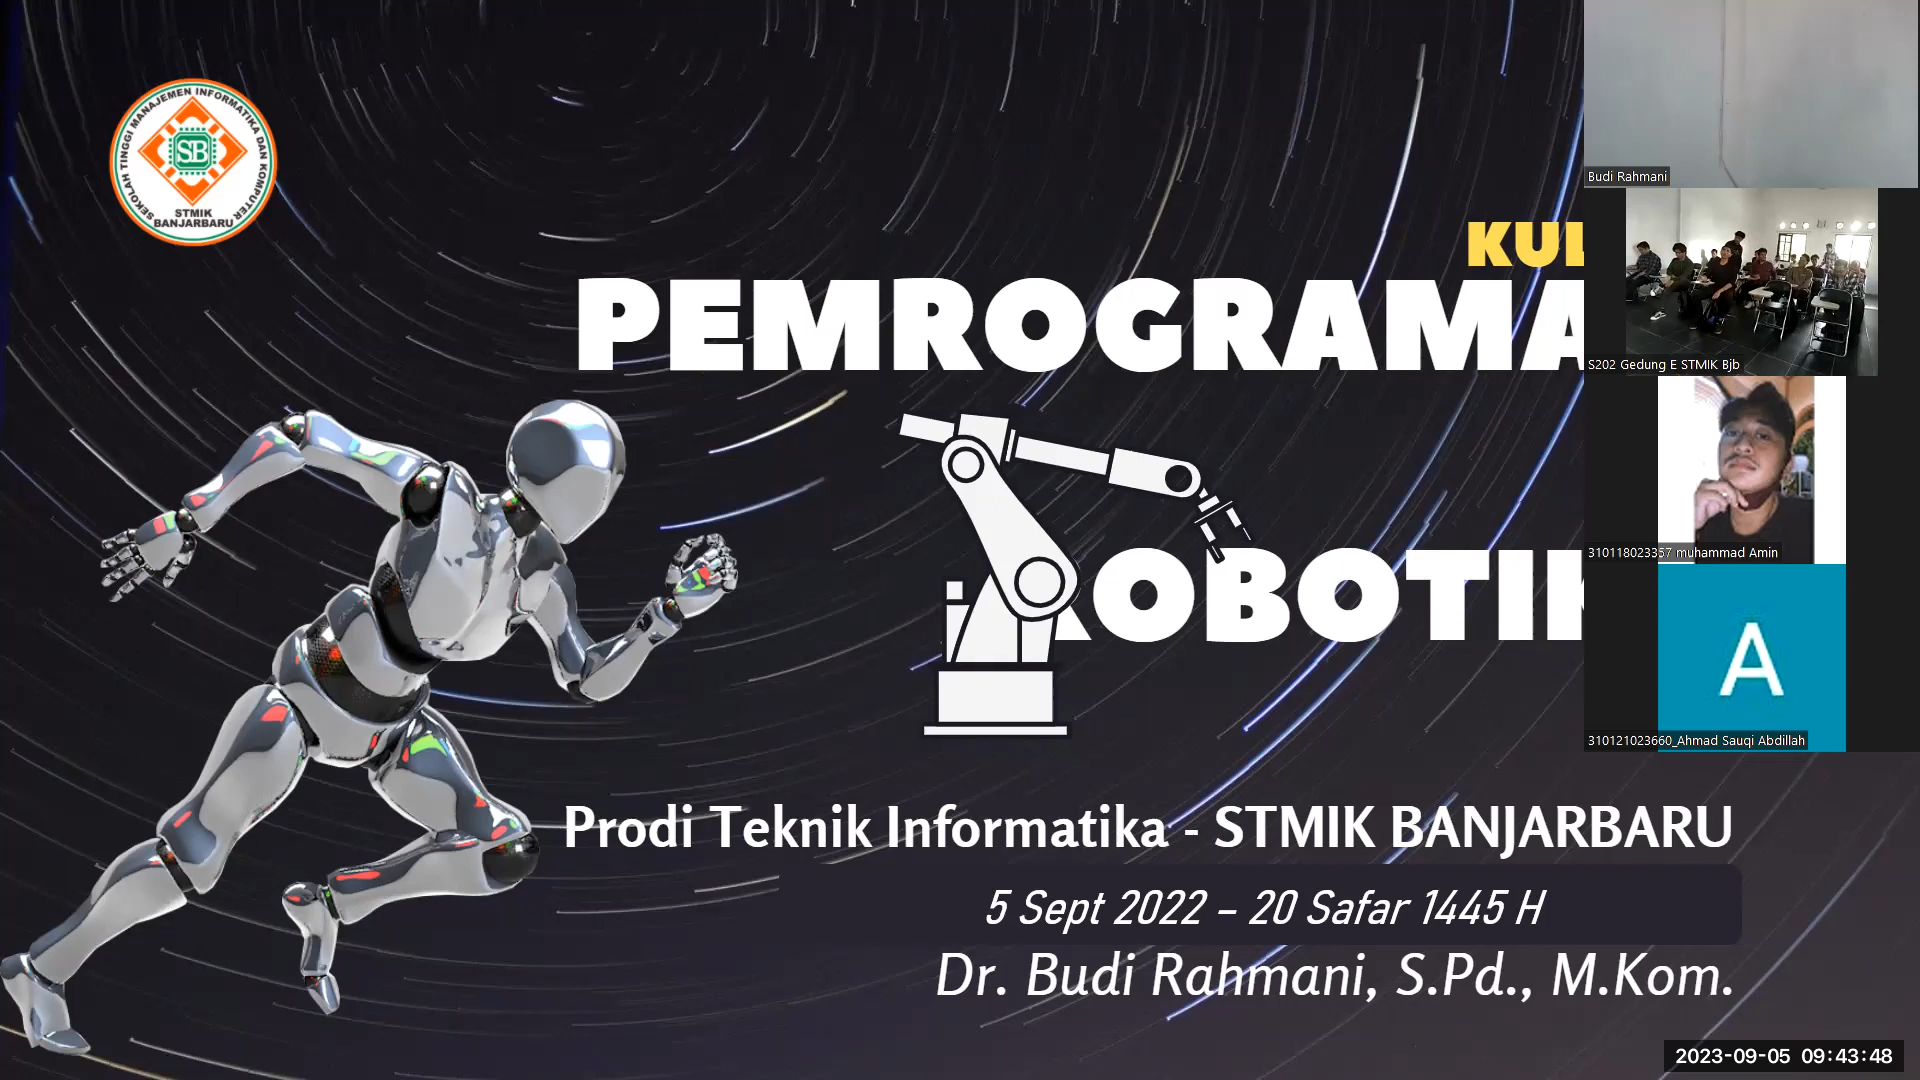 SEKOLAH TINGGI MANAJEMEN INFORMATIKA DAN KOMPUTER
SB
STMIK
BANJARBARU
KUL
PEMROGRAMA
ROBOTIK
Prodi Teknik Informatika - STMIK BANJARBARU
5 Sept 2022 – 20 Safar 1445 H
Dr. Budi Rahmani, S.Pd., M.Kom.
Budi Rahmani
S202 Gedung E STMIK Bjb
310118023357 muhammad Amin
A
310121023660_Ahmad Sauqi Abdillah
2023-09-05 09:43:48